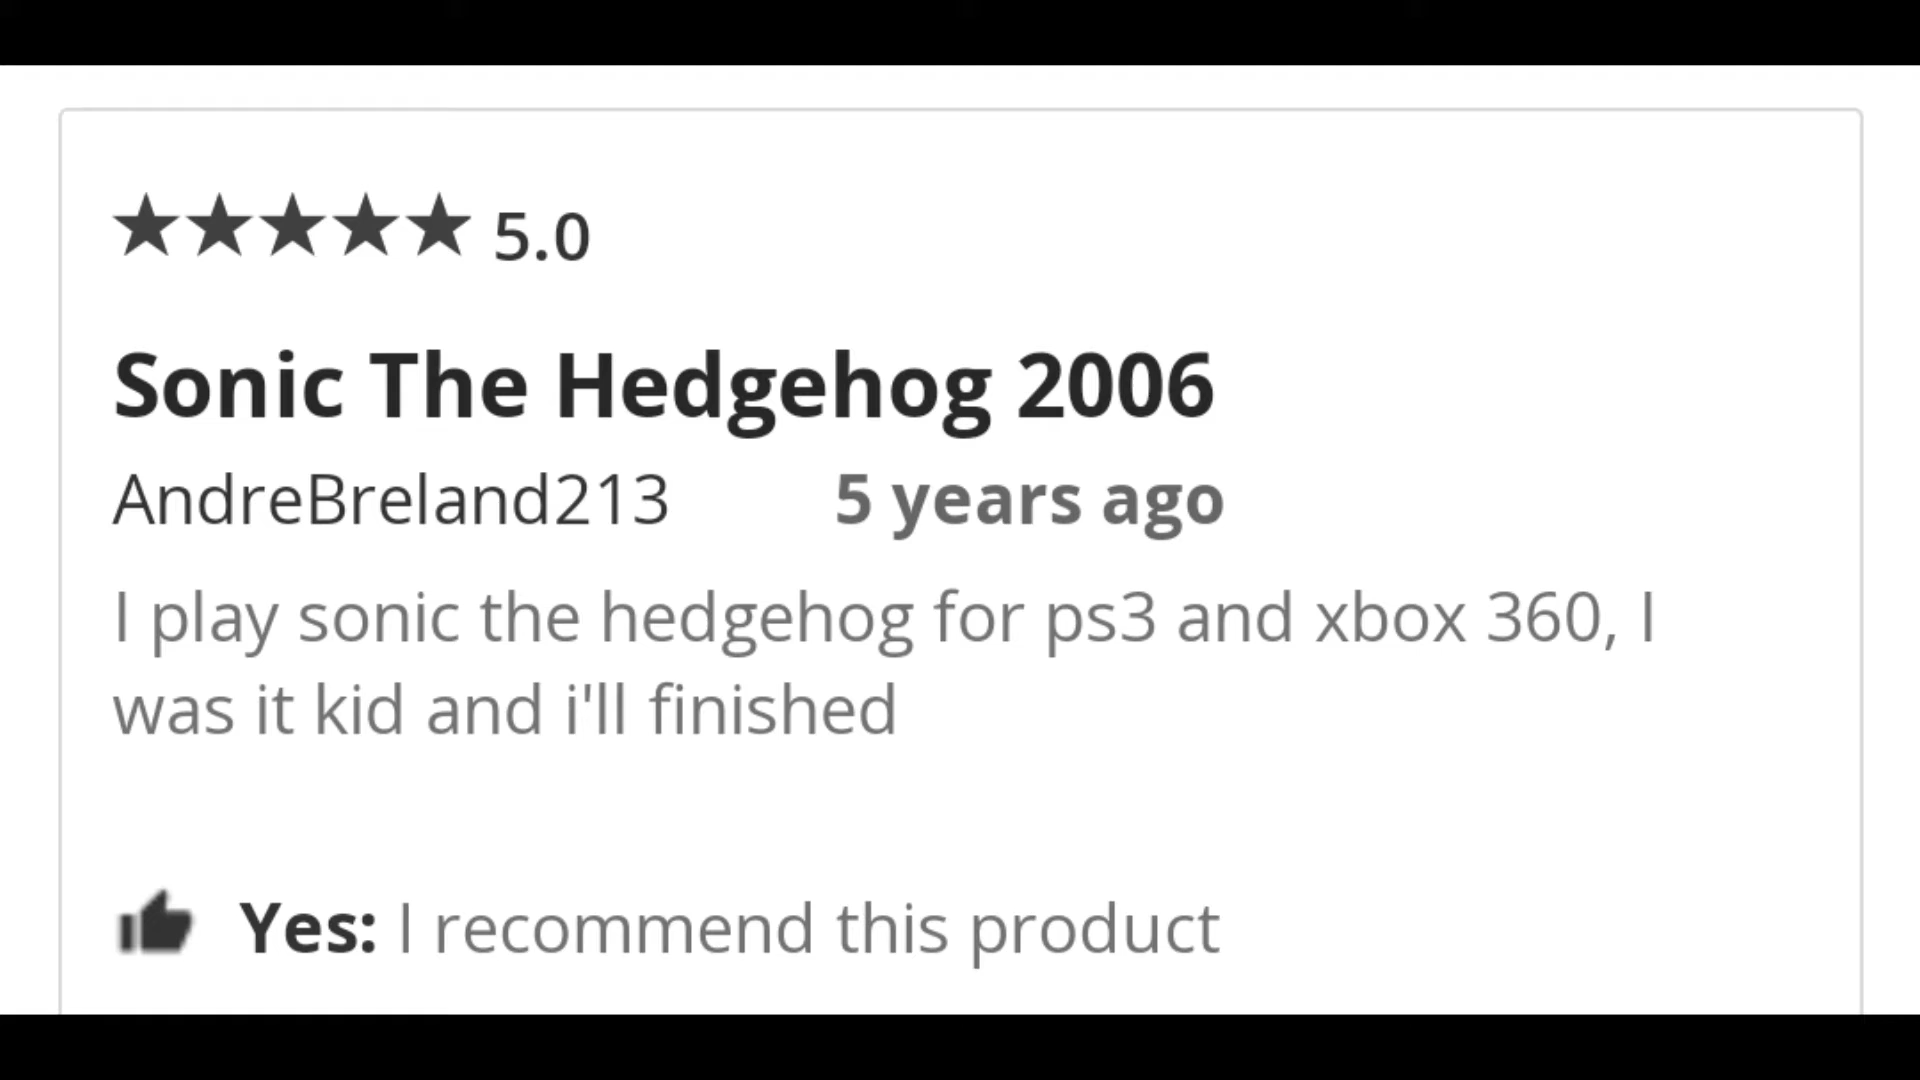 ★★★★★ 5.0
Sonic The Hedgehog 2006
AndreBreland213 5 years ago
I play sonic the hedgehog for ps3 and xbox 360, I
was it kid and i'll finished
Yes: I recommend this product